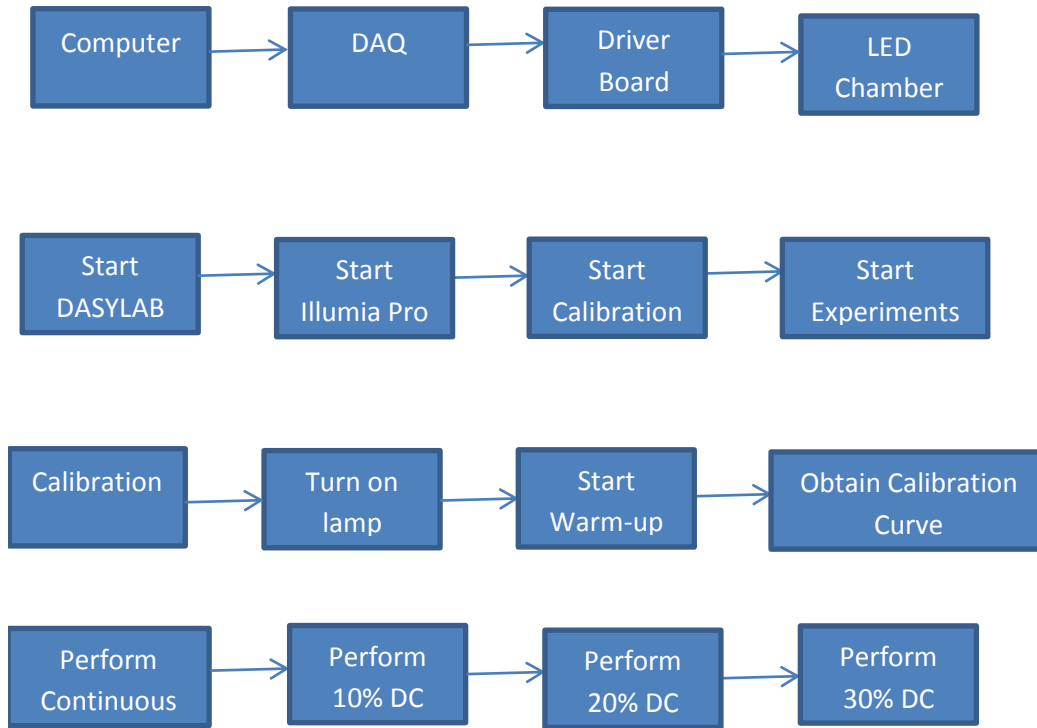 Computer
DAQ
Driver
Board
LED
Chamber
Start
DASYLAB
Start
Illumia Pro
Start
Calibration
Start
Experiments
Calibration
Turn on
lamp
Start
Warm-up
Obtain Calibration
Curve
Perform
Continuous
Perform
10% DC
Perform
20% DC
Perform
30% DC